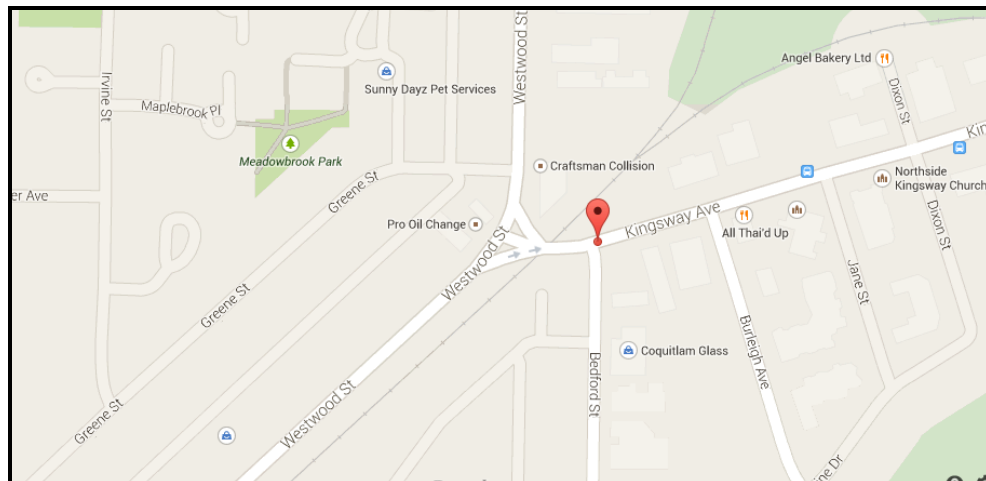 Westwood St
Angel Bakery Ltd
Irvine St
Sunny Dayz Pet Services
Maplebrook Pl
Dixon St
Meadowbrook Park
Craftsman Collision
Northside
Kingsway Church
Greene St
Pro Oil Change
Kingsway Ave
All Thai'd Up
Westwood St
Dixon St
Jane St
Greene St
Burleigh Ave
Coquitlam Glass
Bedford St
Westwood St
Greene St